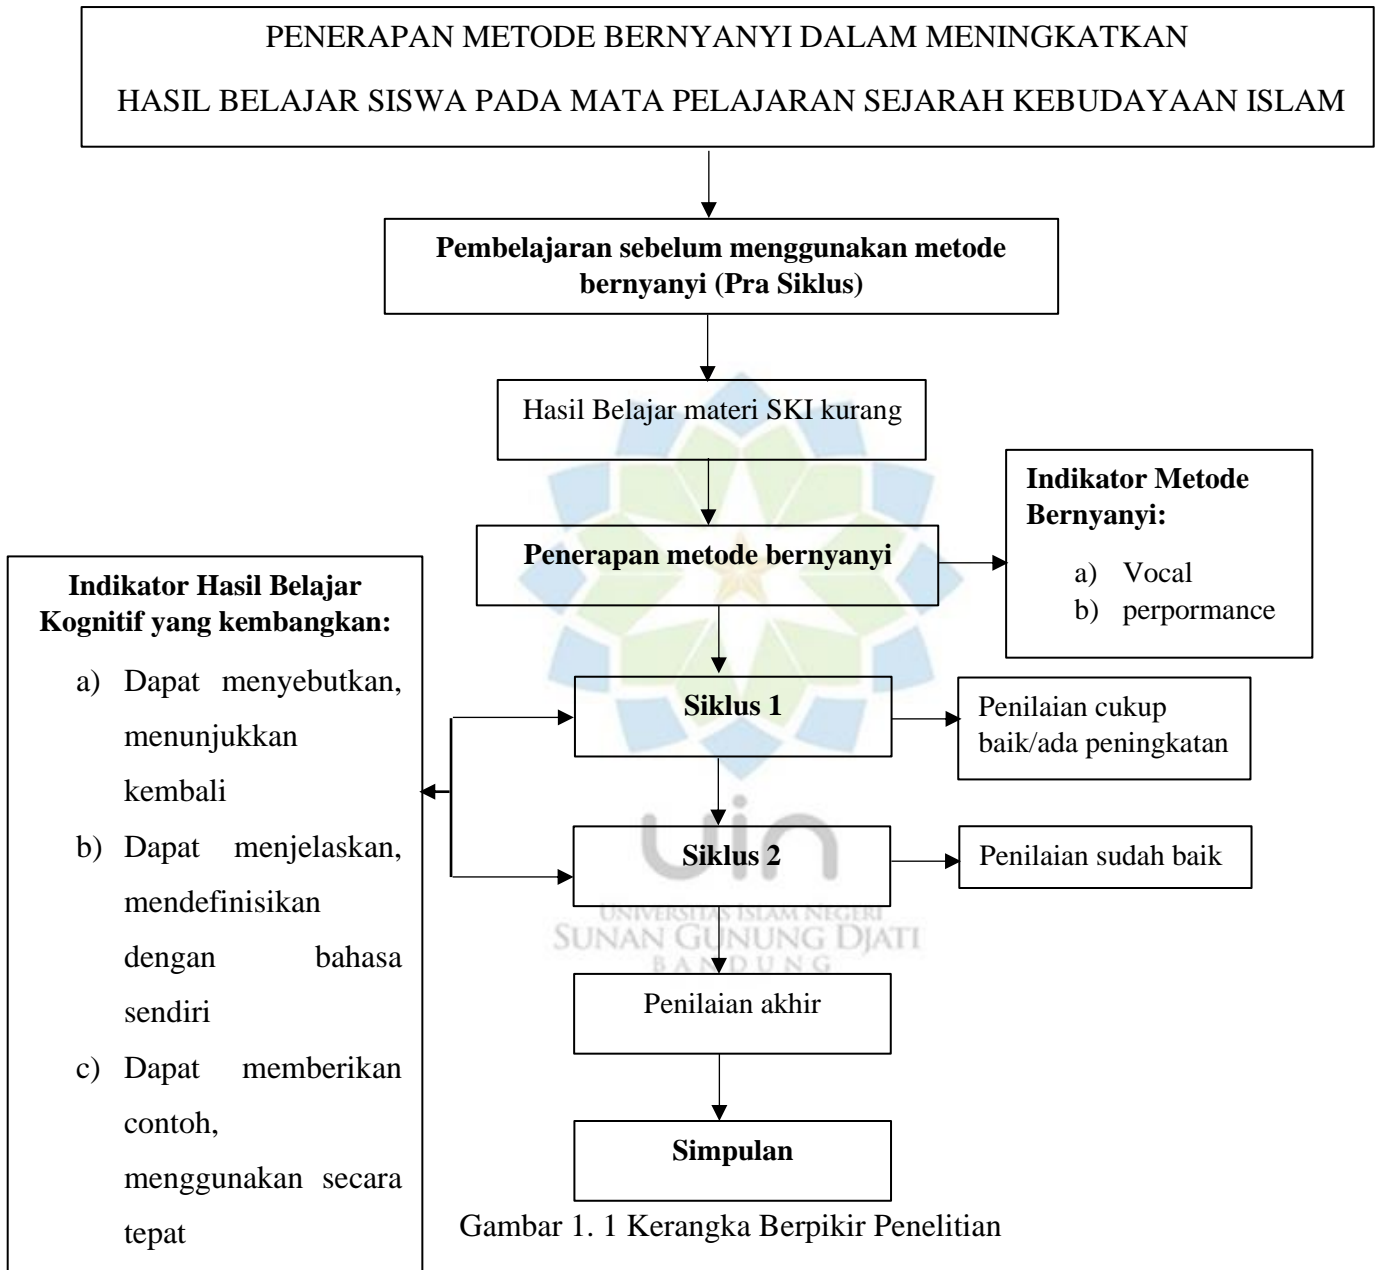 PENERAPAN METODE BERNYANYI DALAM MENINGKATKAN
HASIL BELAJAR SISWA PADA MATA PELAJARAN SEJARAH KEBUDAYAAN ISLAM
Pembelajaran sebelum menggunakan metode
bernyanyi (Pra Siklus)
Hasil Belajar materi SKI kurang
Penerapan metode bernyanyi
Indikator Metode
Bernyanyi:
a) Vocal
b) perpormance
Indikator Hasil Belajar
Kognitif yang kembangkan:
a) Dapat menyebutkan,
menunjukkan
kembali
b) Dapat menjelaskan,
mendefinisikan
dengan bahasa
sendiri
c) Dapat memberikan
contoh,
menggunakan secara
tepat
Siklus 1
Penilaian cukup
baik/ada peningkatan
Siklus 2
Penilaian sudah baik
uin
UNIVERSITAS ISLAM NEGERI
SUNAN GUNUNG DJATI
BANDUNG
Penilaian akhir
Simpulan
Gambar 1. 1 Kerangka Berpikir Penelitian